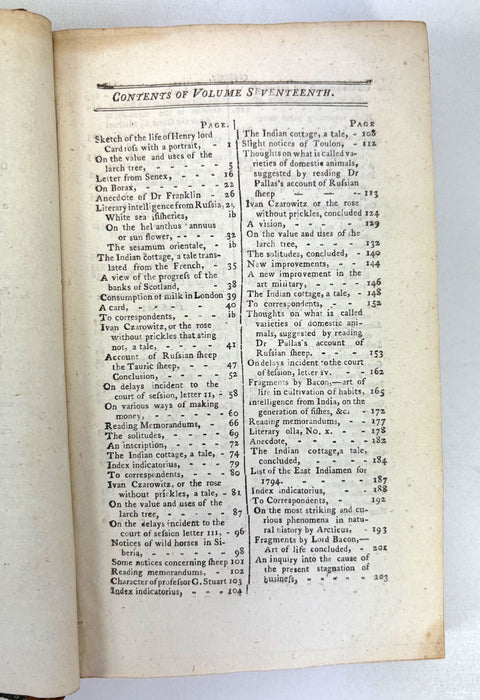 CONTENTS OF VOLUME SEVENTEENTH.
PAGE.
Sketch of the life of Henry lord
Cardross with a portrait, - 1
On the value and uses of the
larch tree, - - - - 5
Letter from Senex, - - 16
On Borax, - - - - - 22
Anecdote of Dr Franklin - 26
Literary intelligence from Russia, 2
White sea fisheries, ib
On the helianthus annuus
or sun flower, - - - 32
The sesamum orientale, - ib
The Indian cottage, a tale trans-
lated from the French, - 35
A view of the progress of the
banks of Scotland, - - 38
Consumption of milk in London 39
A card, - - - - - 40
To correspondents, - - ib
Ivan Czarowitz, or the rose
without prickles that sting
not, a tale, - - - - 41
Account of Russian sheep
the Tauric sheep, - - 47
Conclusion, - - - - 52
On delays incident to the
court of session, letter III, - 58
On various ways of making
money, - - - - - 60
Reading Memorandums, - 66
The solitudes, - - - 69
An inscription, - - - 72
The Indian cottage, a tale, - 74
Index indicatorius, - - 79
To correspondents, - - 80
Ivan Czarowitz, or the rose
without prickles, a tale, - 81
On the value and uses of the
larch tree, - - - - 87
On the delays incident to the
court of session letter III, - 96
Notices of wild horses in Si-
beria, - - - - - 98
Some notices concerning sheep 101
Reading memorandums, - - 102
Character of professor G. Stuart 103
Index indicatorius, - - - 104
PAGE
The Indian cottage, a tale, - 108
Slight notices of Toulon, - 112
Thoughts on what is called va-
rieties of domestic animals,
suggested by reading Dr
Pallas's account of Russian
sheep — — - - 113
Ivan Czarowitz or the rose
without prickles, concluded 124
A vision, - - - - 129
On the value and uses of the
larch tree, - - - - 132
The solitudes, concluded, - 140
New improvements, - - 144
A new improvement in the
art military, - - - - 146
The Indian cottage, a tale, - 148
To correspondents, - - 152
Thoughts on what is called
varieties of domestic ani-
mals, suggested by reading
Dr Pallas's account of
Russian sheep. - - - 153
On delays incident to the court
of session, letter IV. - - 162
Fragments by Bacon,—art of
life in cultivation of habits, 165
Intelligence from India, on the
generation of fishes, &c. - 172
Reading memorandums, - - 177
Literary olla, No. X. - - 178
Anecdote, - - - - - 182
The Indian cottage, a tale,
concluded, - - - - 184
List of the East Indiamen for
1794. - - - - 187
Index indicatorius, - - 188
To Correspondents, - - 192
On the most striking and cu-
rious phenomena in natu-
ral history by Arcticus, - 193
Fragments by Lord Bacon,—
Art of life concluded, - 201
An inquiry into the cause of
the present stagnation of
business, - - - - 203